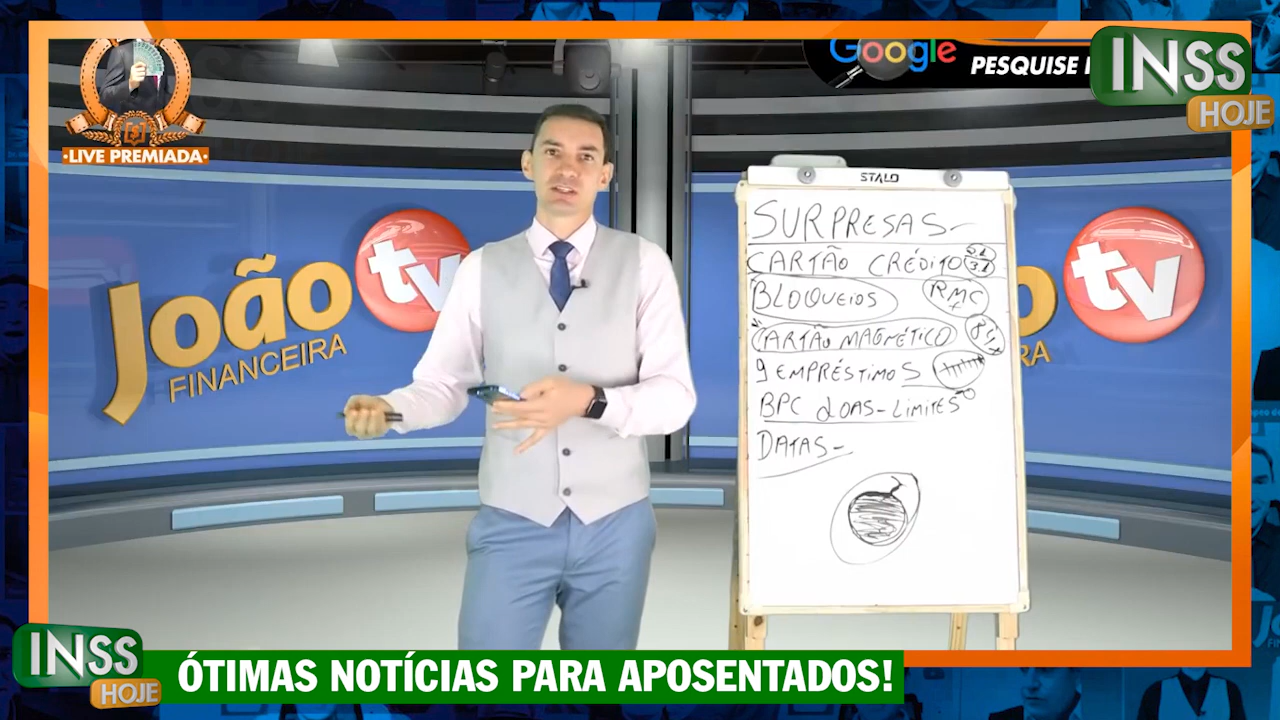 Google
PESQUISE
INSS
HOJE
LIVE PREMIADA
João
tv
FINANCEIRA
STALO
SURPRESAS-
CARTÃO CRÉDITO
BLOQUEIOS RMC
CARTÃO MAGNÉTICO
9 EMPRÉSTIMOS
BPC LOAS-LIMITES
DATAS-
tv
INSS
HOJE
ÓTIMAS NOTÍCIAS PARA APOSENTADOS!